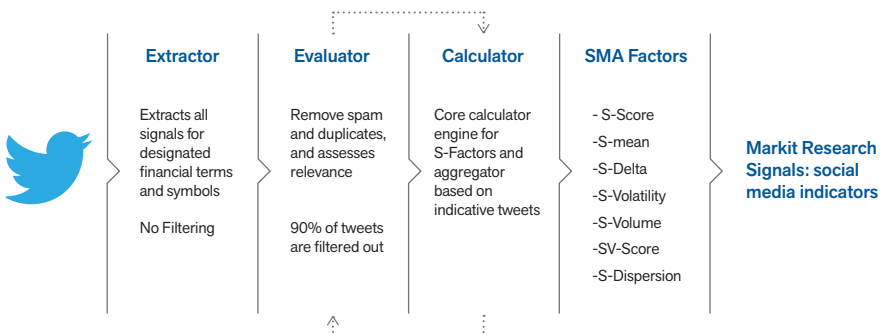 Extractor
Extracts all
signals for
designated
financial terms
and symbols
No Filtering
Evaluator
Remove spam
and duplicates,
and assesses
relevance
90% of tweets
are filtered out
Calculator
Core calculator
engine for
S-Factors and
aggregator
based on
indicative tweets
SMA Factors
- S-Score
-S-mean
-S-Delta
-S-Volatility
-S-Volume
-SV-Score
-S-Dispersion
Markit Research
Signals: social
media indicators